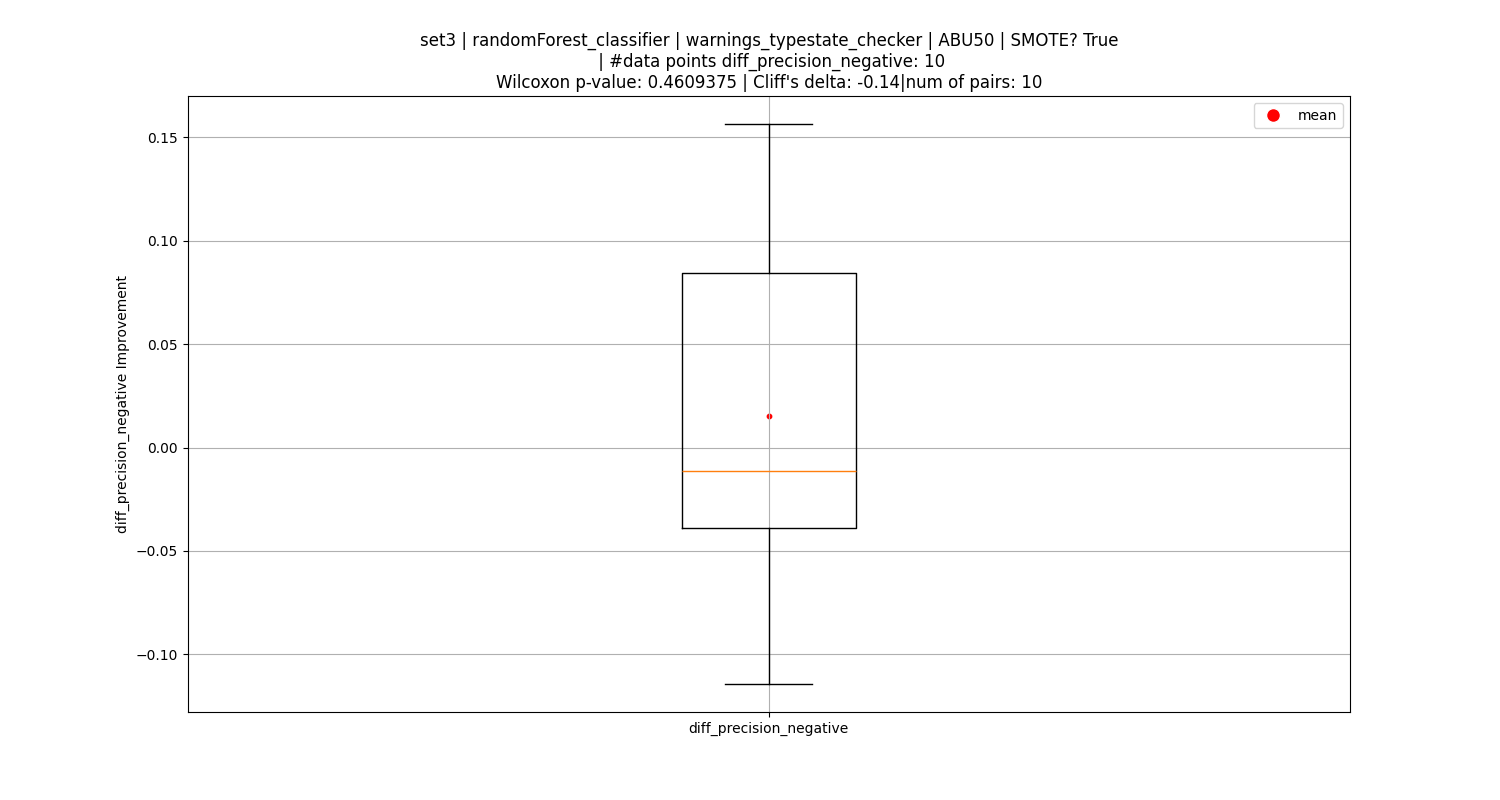 set3 | randomForest_classifier | warnings_typestate_checker | ABU50 | SMOTE? True
| #data points diff_precision_negative: 10
Wilcoxon p-value: 0.4609375 | Cliff's delta: -0.14|num of pairs: 10
mean
0.15
0.10
0.05
0.00
−0.05
−0.10
diff_precision_negative Improvement
diff_precision_negative